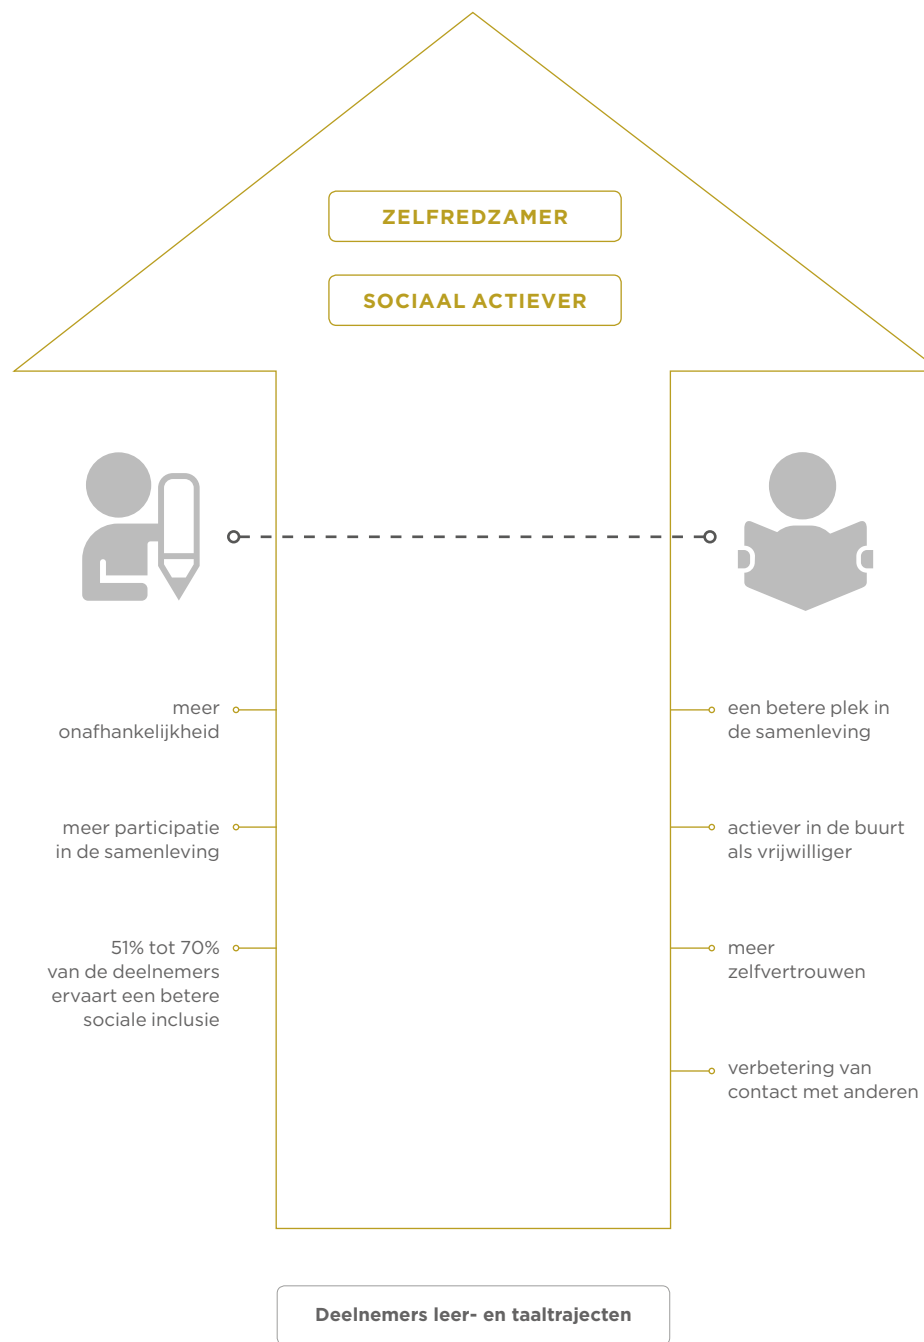 ZELFREDZAMER
SOCIAAL ACTIEVER
meer
onafhankelijkheid
meer participatie
in de samenleving
51% tot 70%
van de deelnemers
ervaart een betere
sociale inclusie
een betere plek in
de samenleving
actiever in de buurt
als vrijwilliger
meer
zelfvertrouwen
verbetering van
contact met anderen
Deelnemers leer- en taaltrajecten